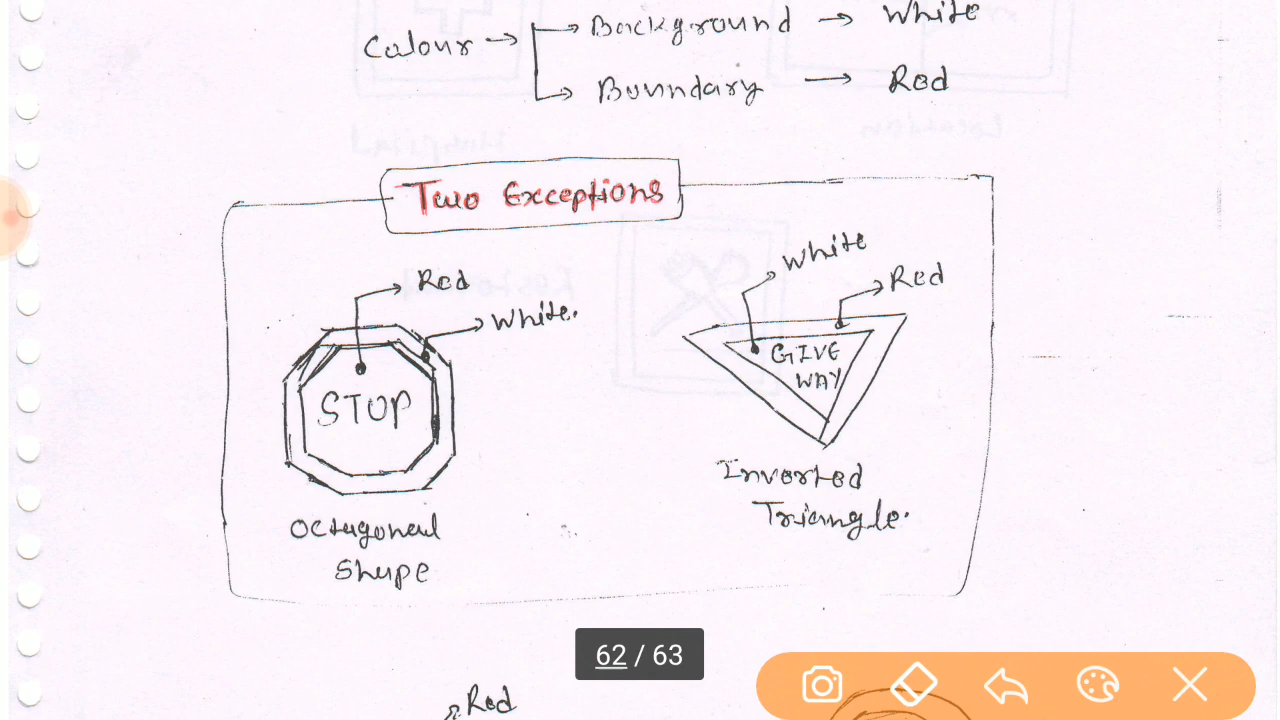 Colour → Background → White
Boundary → Red
Two Exceptions
Red
White.
STOP
Octagonal
Shape
White
Red
GIVE
WAY
Inverted
Triangle.
62 / 63
Red